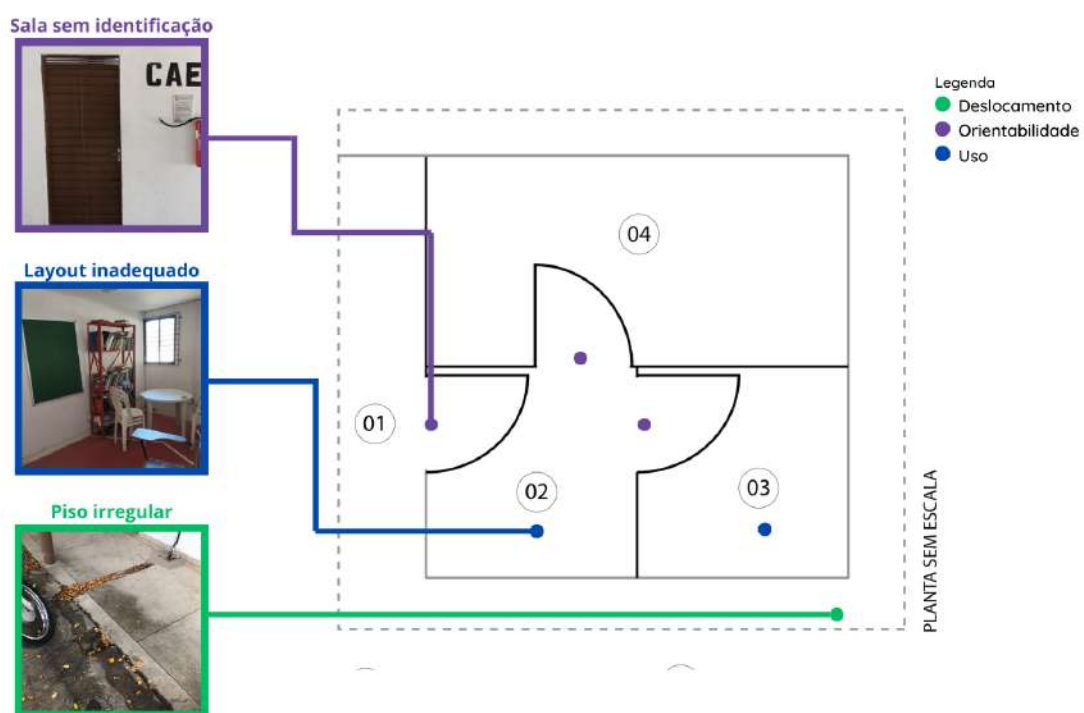 Sala sem identificação
CAE
Layout inadequado
Piso irregular
Legenda
Deslocamento
Orientabilidade
Uso
04
01
02
03
PLANTA SEM ESCALA